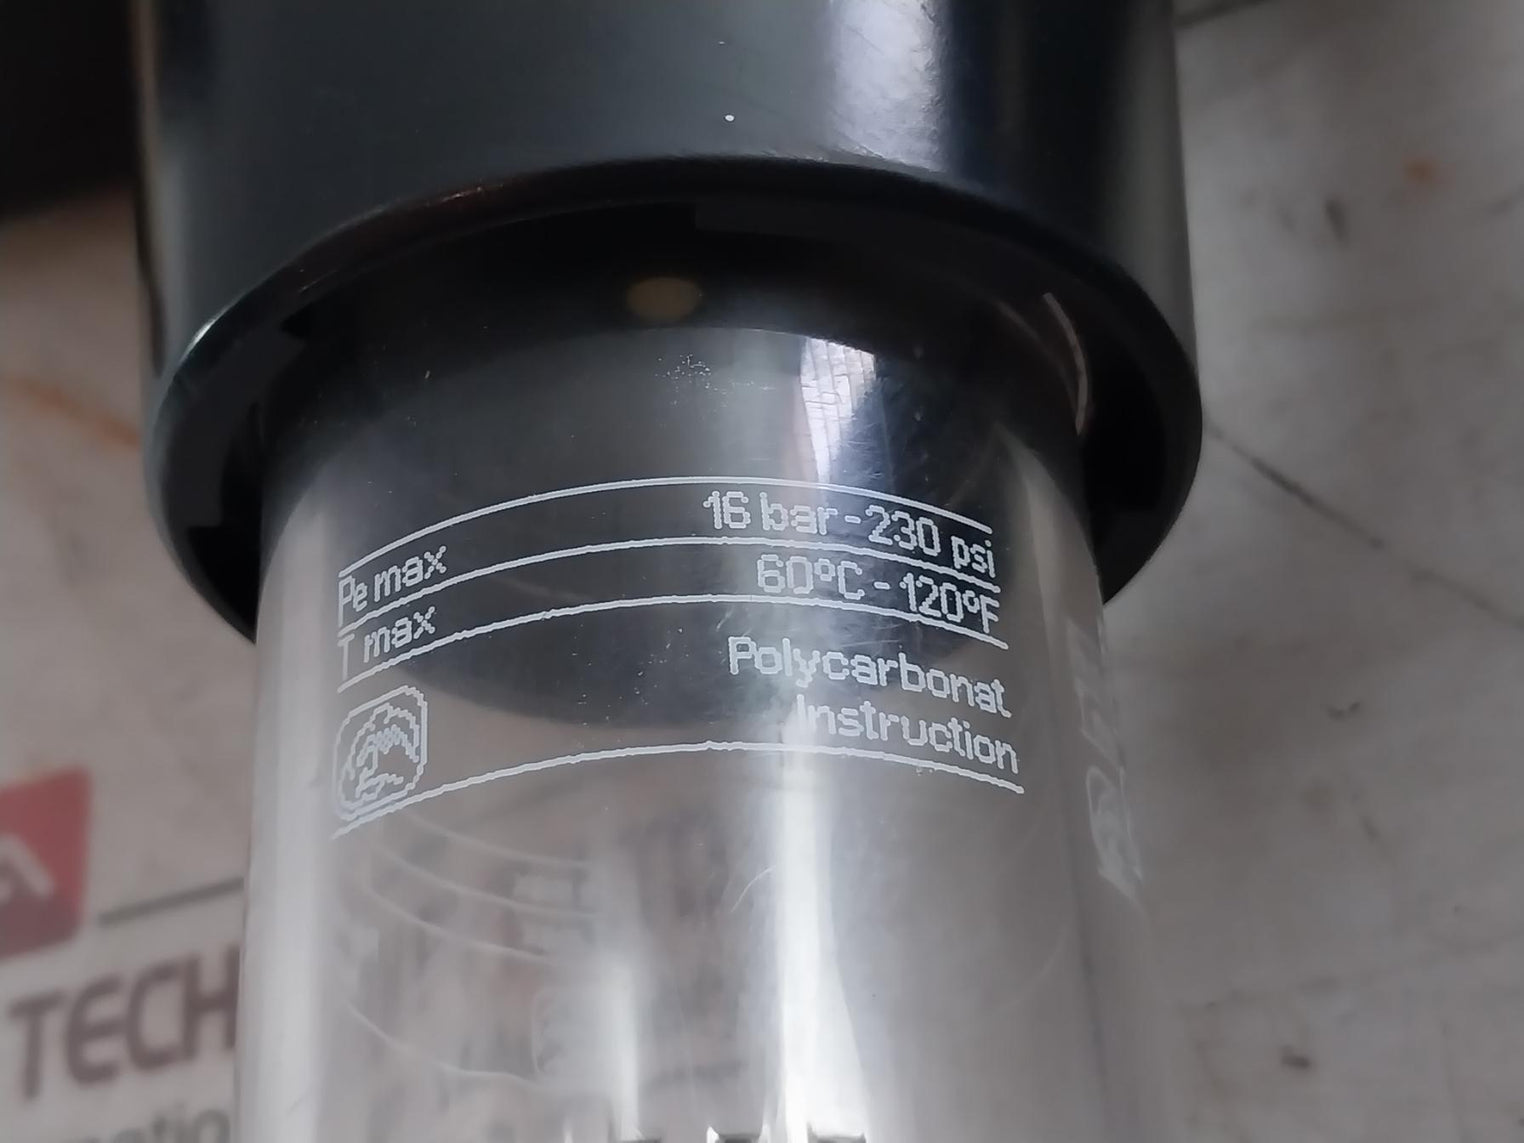 Pe max 16 bar-230 psi
T max 60°C-120°F
Polycarbonat
Instruction
TECH